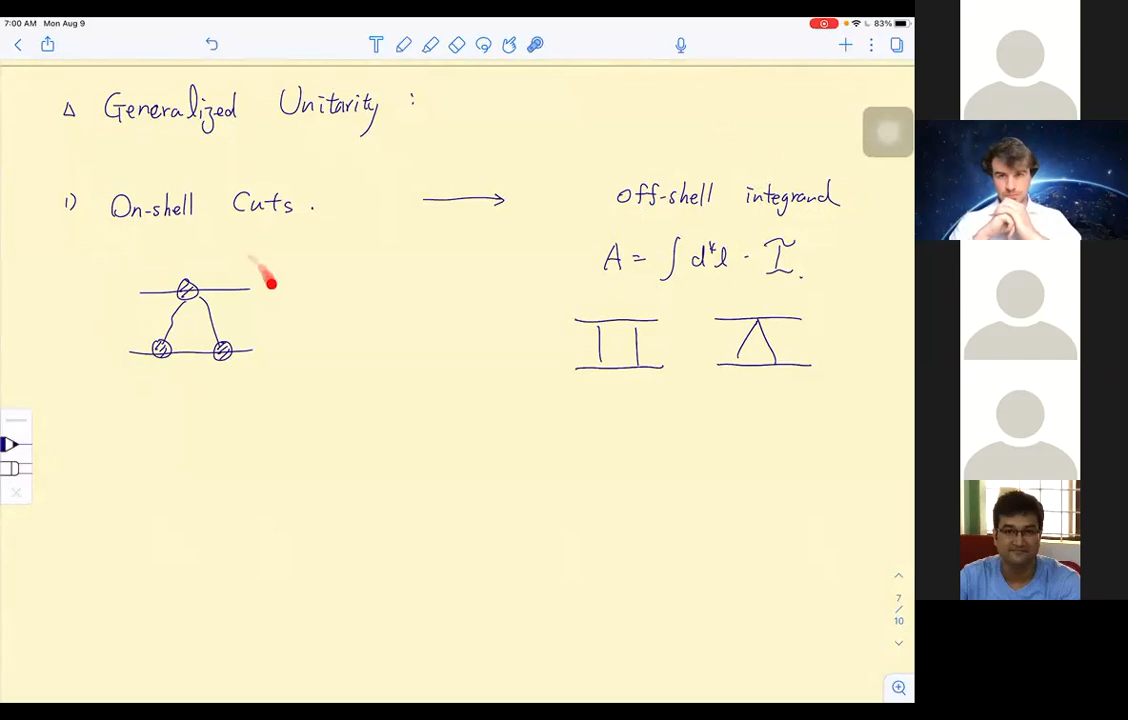 7:00 AM Mon Aug 9
83%
Δ Generalized Unitarity :
1) On-shell Cuts . → Off-shell integrand
A = ∫ d⁴l · I .
7
/
10